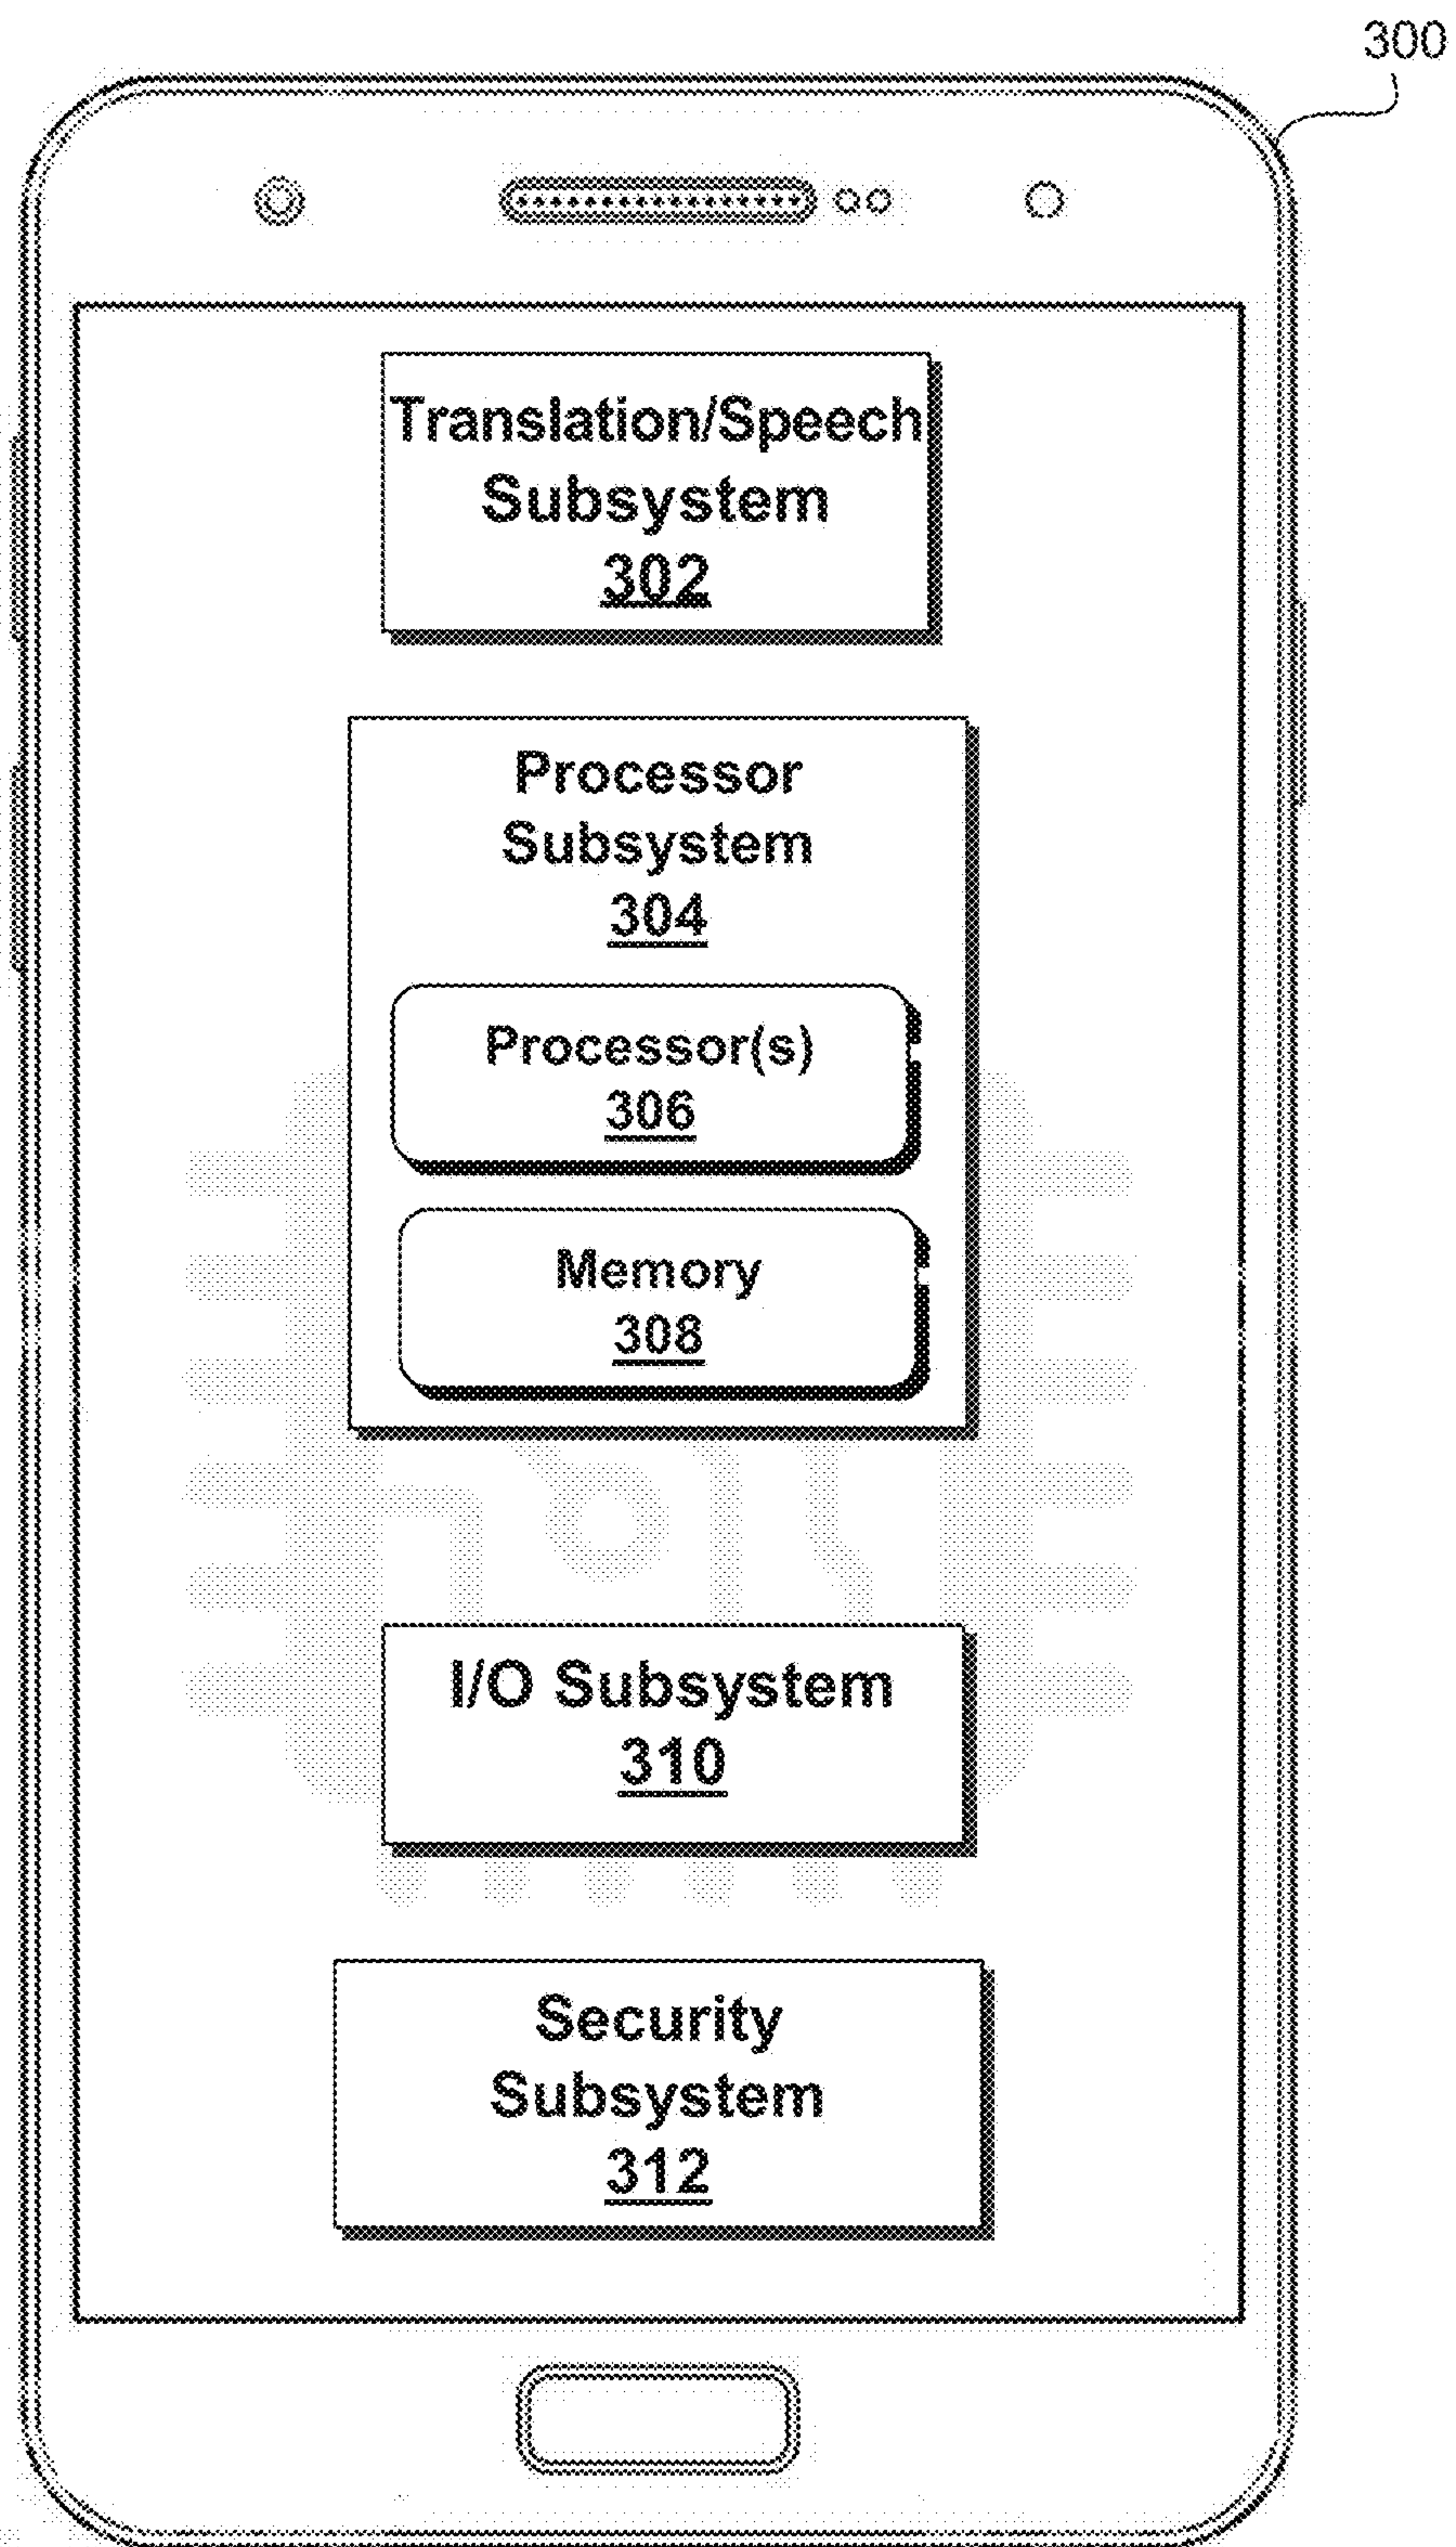 300
Translation/Speech
Subsystem
302
Processor
Subsystem
304
Processor(s)
306
Memory
308
I/O Subsystem
310
Security
Subsystem
312